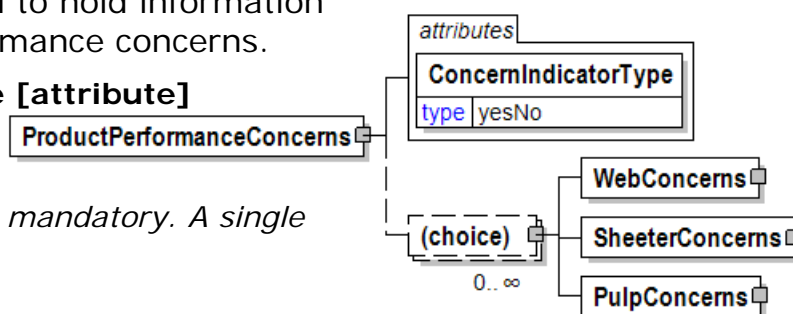 to hold information
mance concerns.
[attribute]
ProductPerformanceConcerns
mandatory. A single
attributes
ConcernIndicatorType
type yesNo
(choice)
0.. ∞
WebConcerns
SheeterConcerns
PulpConcerns